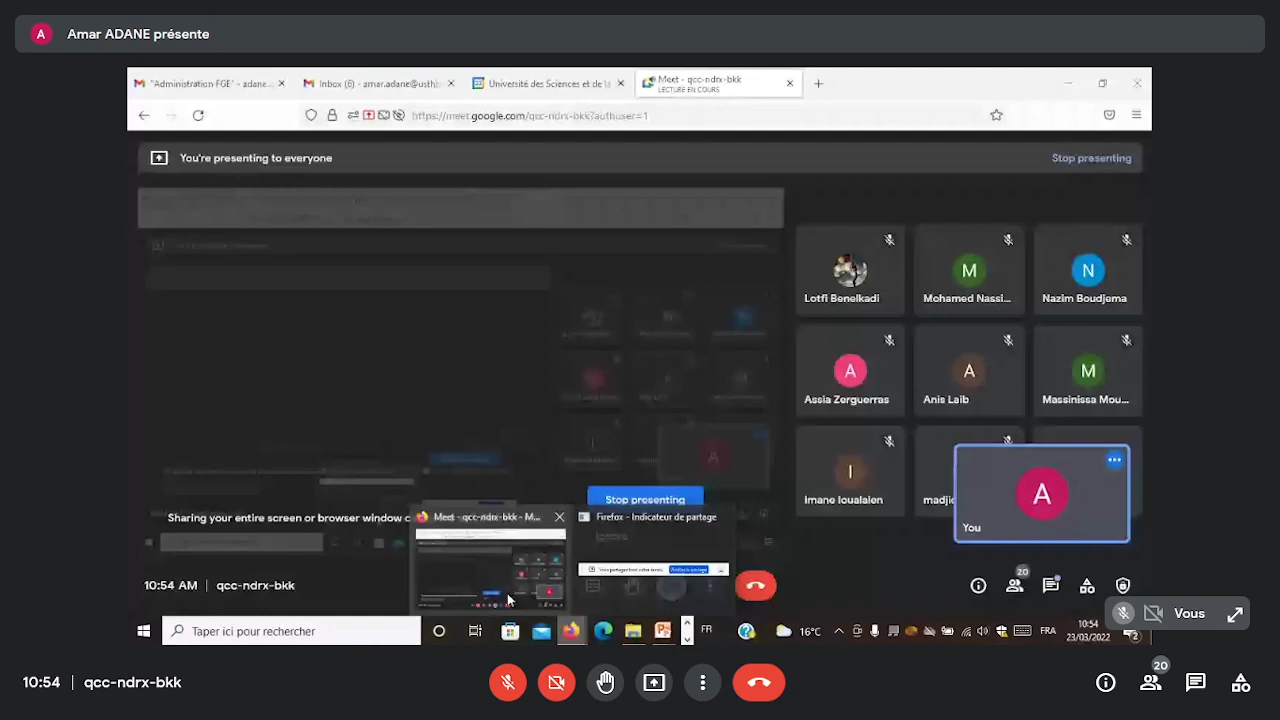 A
Amar ADANE présente
"Administration FGE" - adane
Inbox (6) - amar.adane@usth
Université des Sciences et de la
Meet - qcc-ndrx-bkk
LECTURE EN COURS
https://meet.google.com/qcc-ndrx-bkk?authuser=1
You're presenting to everyone
Stop presenting
Lotfi Benelkadi
M
Mohamed Nassi...
N
Nazim Boudjema
A
Assia Zerguerras
A
Anis Laib
M
Massinissa Mou...
I
Imane Ioualalen
madjid
A
You
Stop presenting
Sharing your entire screen or browser window c
Meet - qcc-ndrx-bkk - M...
Firefox - Indicateur de partage
10:54 AM | qcc-ndrx-bkk
20
Vous
Taper ici pour rechercher
FR
16°C
FRA
10:54
23/03/2022
2
10:54 | qcc-ndrx-bkk
20